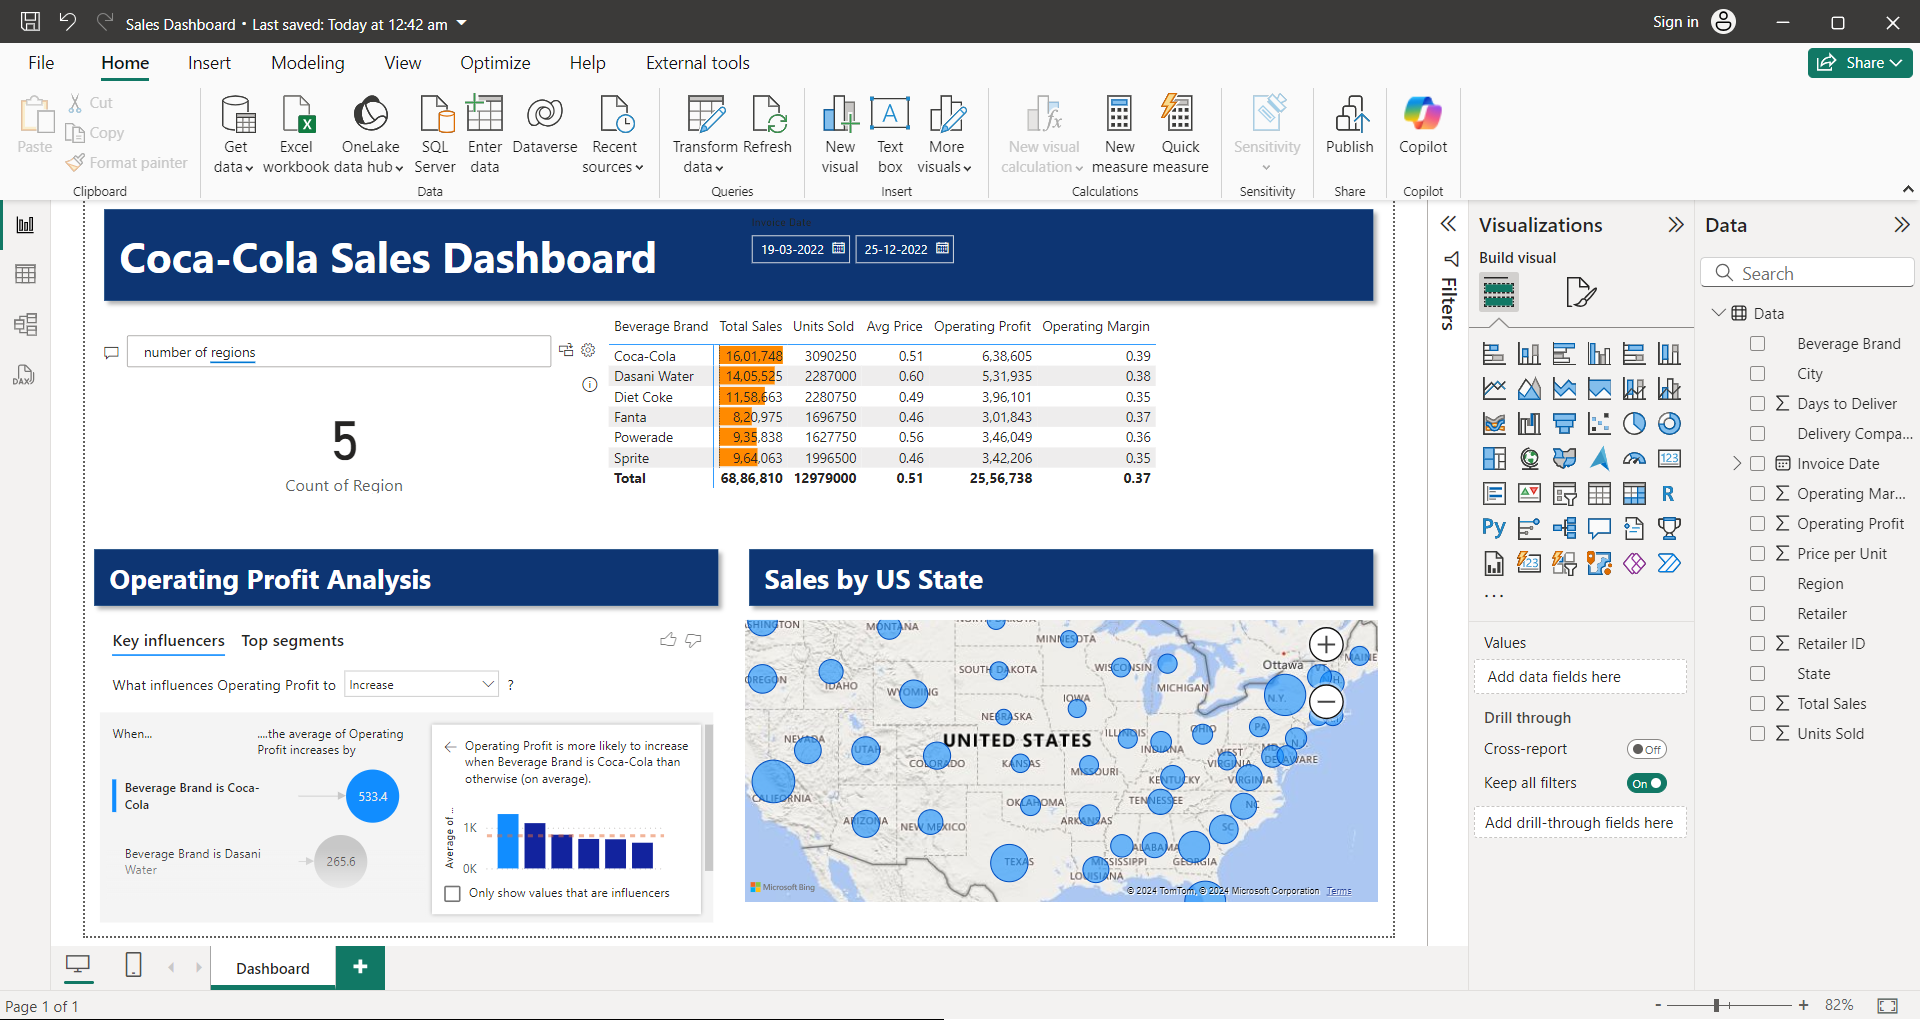 Sales Dashboard • Last saved: Today at 12:42 am
Sign in
File Home Insert Modeling View Optimize Help External tools
Share
Paste
Cut
Copy
Format painter
Clipboard
Get data
Excel workbook
OneLake data hub
SQL Server
Enter data
Dataverse
Recent sources
Data
Transform data
Refresh
Queries
New visual
Text box
More visuals
Insert
New visual calculation
New measure
Quick measure
Calculations
Sensitivity
Sensitivity
Publish
Share
Copilot
Copilot
Coca-Cola Sales Dashboard
Invoice Date
19-03-2022 25-12-2022
number of regions
5
Count of Region
Beverage Brand Total Sales Units Sold Avg Price Operating Profit Operating Margin
Coca-Cola 16,01,748 3090250 0.51 6,38,605 0.39
Dasani Water 14,05,525 2287000 0.60 5,31,935 0.38
Diet Coke 11,58,663 2280750 0.49 3,96,101 0.35
Fanta 8,20,975 1696750 0.46 3,01,843 0.37
Powerade 9,35,838 1627750 0.56 3,46,049 0.36
Sprite 9,64,063 1996500 0.46 3,42,206 0.35
Total 68,86,810 12979000 0.51 25,56,738 0.37
Operating Profit Analysis
Key influencers Top segments
What influences Operating Profit to Increase ?
When...
....the average of Operating
Profit increases by
Beverage Brand is Coca-
Cola
533.4
Beverage Brand is Dasani
Water
265.6
Operating Profit is more likely to increase
when Beverage Brand is Coca-Cola than
otherwise (on average).
Average of ...
1K
0K
Only show values that are influencers
Sales by US State
MONTANA
MINNESOTA
Ottawa
MAINE
OREGON
IDAHO
SOUTH DAKOTA
WISCONSIN
VT
NH
WYOMING
MICHIGAN
N.Y.
IOWA
NEBRASKA
NEVADA
UTAH
UNITED STATES
ILLINOIS
INDIANA
OHIO
PA
MD
DELAWARE
COLORADO
KANSAS
MISSOURI
WEST
VIRGINIA
KENTUCKY
VIRGINIA
CALIFORNIA
OKLAHOMA
TENNESSEE
NC
ARIZONA
NEW MEXICO
ARKANSAS
SC
ALABAMA
TEXAS
MISSISSIPPI
GEORGIA
LOUISIANA
Microsoft Bing
© 2024 TomTom, © 2024 Microsoft Corporation Terms
Filters
Visualizations
Build visual
123
R
Py
123
...
Values
Add data fields here
Drill through
Cross-report Off
Keep all filters On
Add drill-through fields here
Data
Search
Data
Beverage Brand
City
Days to Deliver
Delivery Compa...
Invoice Date
Operating Mar...
Operating Profit
Price per Unit
Region
Retailer
Retailer ID
State
Total Sales
Units Sold
DAX
Dashboard
Page 1 of 1
82%